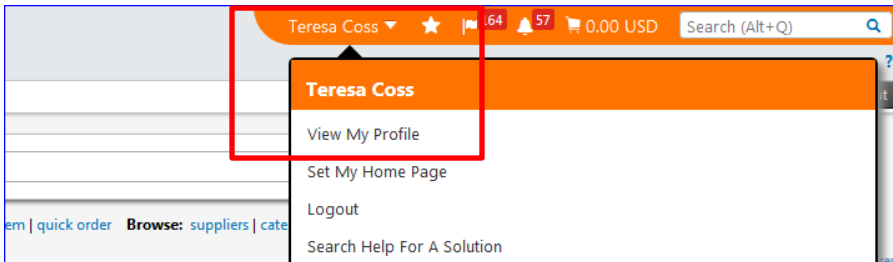 Teresa Coss 164 57 0.00 USD Search (Alt+Q)
?
Teresa Coss
View My Profile
Set My Home Page
Logout
em | quick order Browse: suppliers | cate
Search Help For A Solution